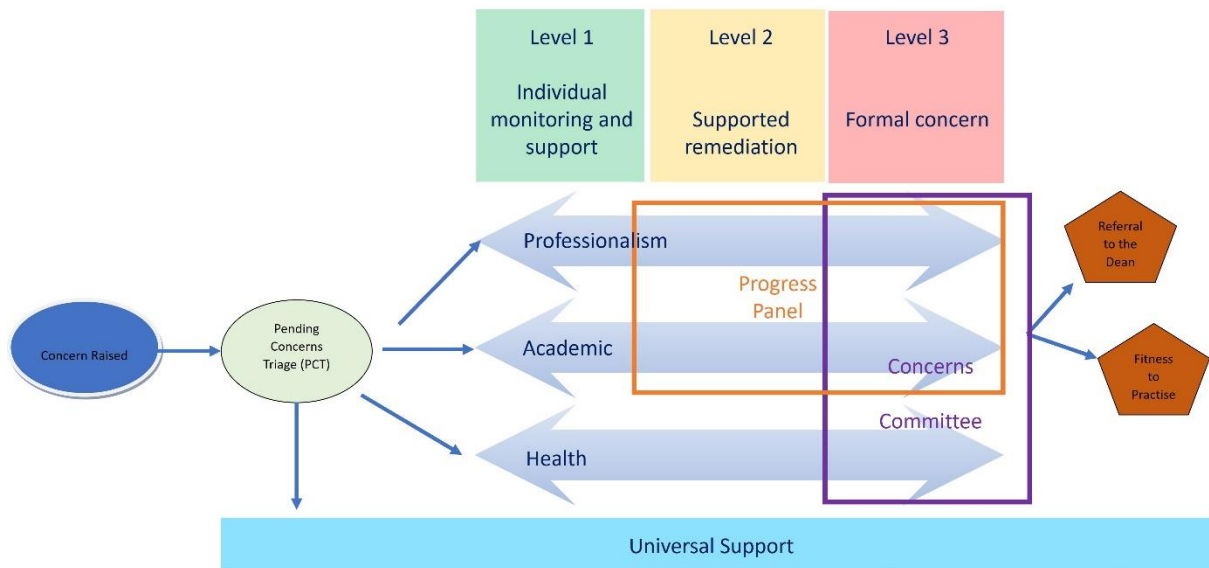 Level 1
Individual
monitoring and
support
Level 2
Supported
remediation
Level 3
Formal concern
Professionalism
Progress
Panel
Academic
Concerns
Committee
Health
Concern Raised
Pending
Concerns
Triage (PCT)
Referral
to the
Dean
Fitness
to
Practise
Universal Support